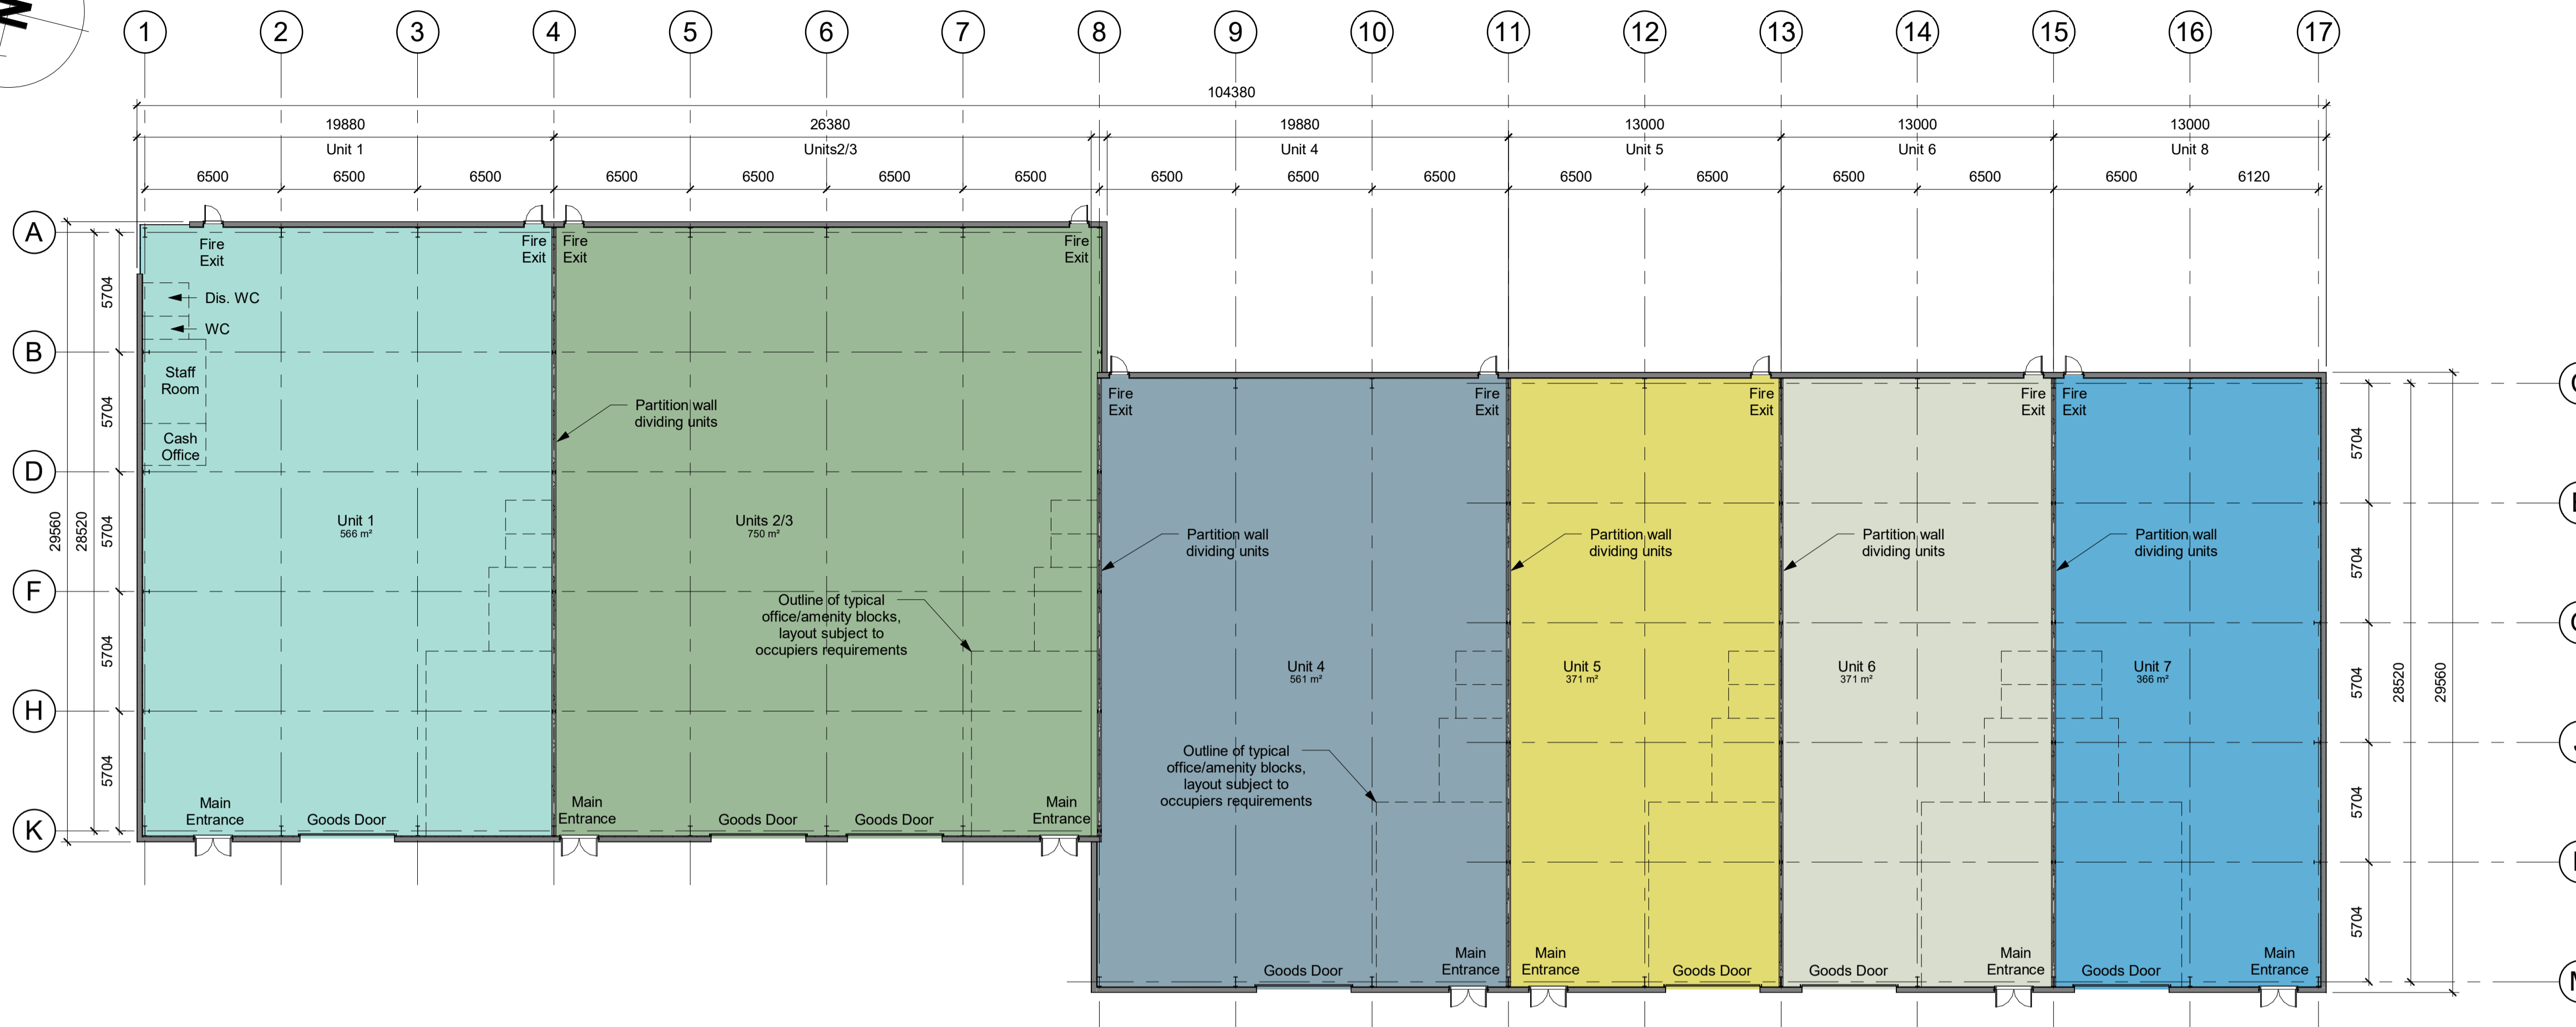 N
1 2 3 4 5 6 7 8 9 10 11 12 13 14 15 16 17
104380
19880 26380 19880 13000 13000 13000
Unit 1 Units2/3 Unit 4 Unit 5 Unit 6 Unit 8
6500 6500 6500 6500 6500 6500 6500 6500 6500 6500 6500 6500 6500 6500 6500 6120
A
B
D
F
H
K
29560
28520
5704
5704
5704
5704
5704
Fire
Exit
Fire
Exit
Dis. WC
WC
Staff
Room
Cash
Office
Unit 1
566 m²
Main
Entrance
Goods Door
Fire
Exit
Fire
Exit
Partition wall
dividing units
Units 2/3
750 m²
Outline of typical
office/amenity blocks,
layout subject to
occupiers requirements
Main
Entrance
Goods Door
Goods Door
Main
Entrance
Fire
Exit
Fire
Exit
Partition wall
dividing units
Unit 4
561 m²
Outline of typical
office/amenity blocks,
layout subject to
occupiers requirements
Goods Door
Main
Entrance
Fire
Exit
Partition wall
dividing units
Unit 5
371 m²
Main
Entrance
Goods Door
Fire
Exit
Partition wall
dividing units
Unit 6
371 m²
Goods Door
Main
Entrance
Fire
Exit
Partition wall
dividing units
Unit 7
366 m²
Goods Door
Main
Entrance
5704
5704
5704
5704
5704
28520
29560